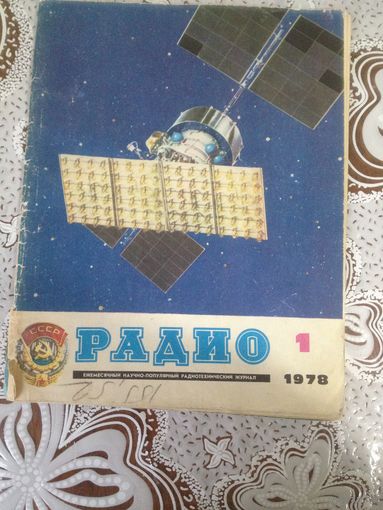 СССР
РАДИО 1
ЕЖЕМЕСЯЧНЫЙ НАУЧНО-ПОПУЛЯРНЫЙ РАДИОТЕХНИЧЕСКИЙ ЖУРНАЛ 1978